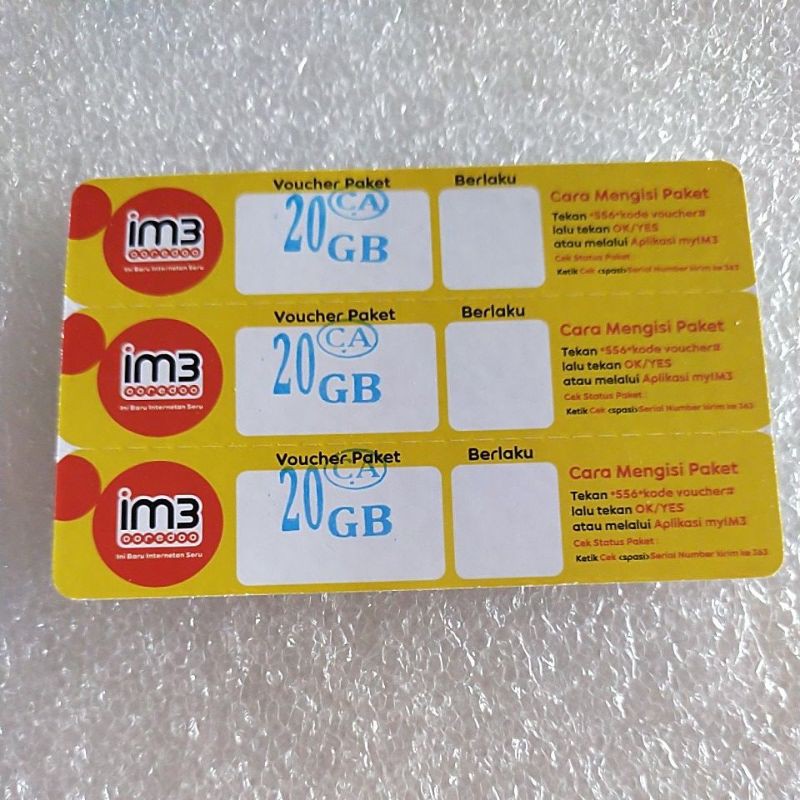 im3
ooredoo
Ini Baru Internetan Seru
Voucher Paket
20 GB
CA
Berlaku
Cara Mengisi Paket
Tekan *556*kode voucher#
lalu tekan OK/YES
atau melalui Aplikasi myIM3
Cek Status Paket :
Ketik Cek <spasi>Serial Number kirim ke 363
im3
ooredoo
Ini Baru Internetan Seru
Voucher Paket
20 GB
CA
Berlaku
Cara Mengisi Paket
Tekan *556*kode voucher#
lalu tekan OK/YES
atau melalui Aplikasi myIM3
Cek Status Paket :
Ketik Cek <spasi>Serial Number kirim ke 363
im3
ooredoo
Ini Baru Internetan Seru
Voucher Paket
20 GB
CA
Berlaku
Cara Mengisi Paket
Tekan *556*kode voucher#
lalu tekan OK/YES
atau melalui Aplikasi myIM3
Cek Status Paket :
Ketik Cek <spasi>Serial Number kirim ke 363